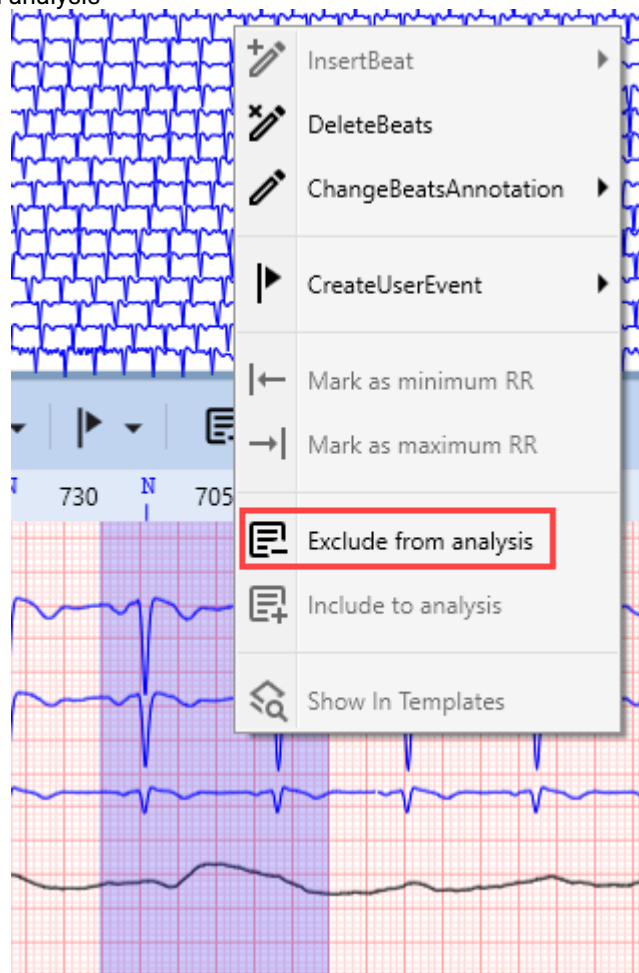 analysis
InsertBeat
DeleteBeats
ChangeBeatsAnnotation
CreateUserEvent
Mark as minimum RR
Mark as maximum RR
730 N 705
Exclude from analysis
Include to analysis
Show In Templates